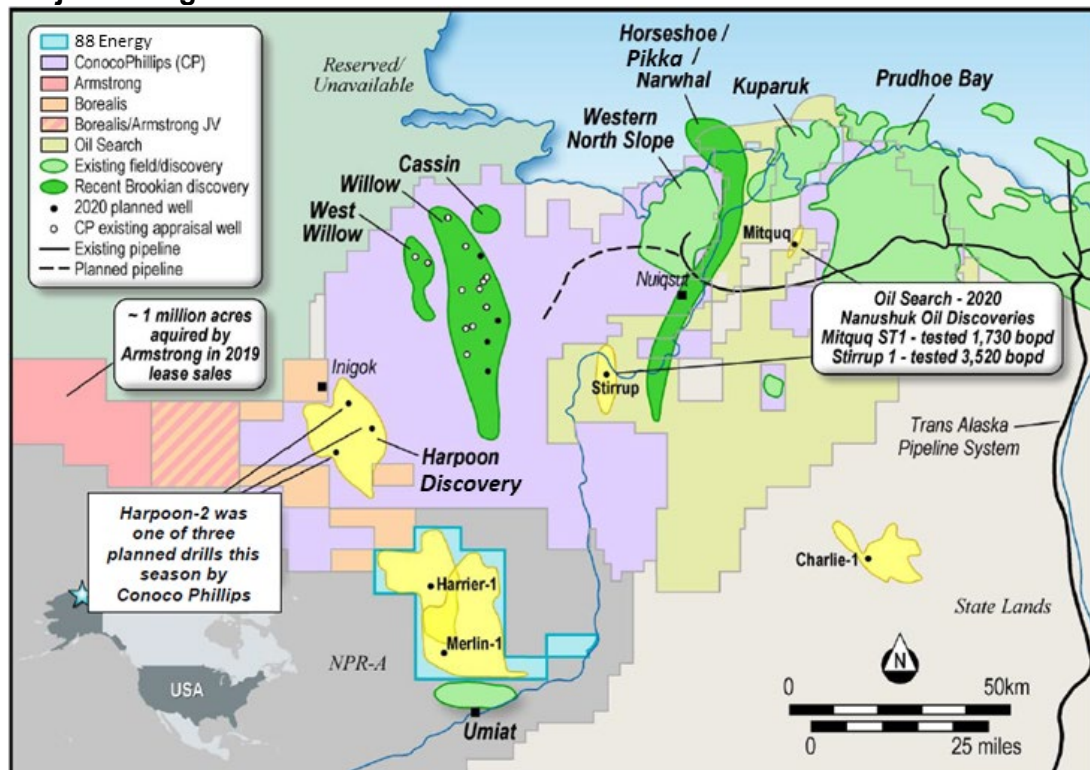 88 Energy
ConocoPhillips (CP)
Armstrong
Borealis
Borealis/Armstrong JV
Oil Search
Existing field/discovery
Recent Brookian discovery
2020 planned well
CP existing appraisal well
Existing pipeline
Planned pipeline
Reserved/
Unavailable
Horseshoe /
Pikka /
Narwhal
Kuparuk
Prudhoe Bay
Western
North Slope
Cassin
Willow
West
Willow
Mitquq
Nuiqsut
~ 1 million acres
aquired by
Armstrong in 2019
lease sales
Oil Search - 2020
Nanushuk Oil Discoveries
Mitquq ST1 - tested 1,730 bopd
Stirrup 1 - tested 3,520 bopd
Inigok
Stirrup
Trans Alaska
Pipeline System
Harpoon
Discovery
Harpoon-2 was
one of three
planned drills this
season by
Conoco Phillips
Harrier-1
Charlie-1
State Lands
Merlin-1
NPR-A
USA
Umiat
N
0 50km
0 25 miles